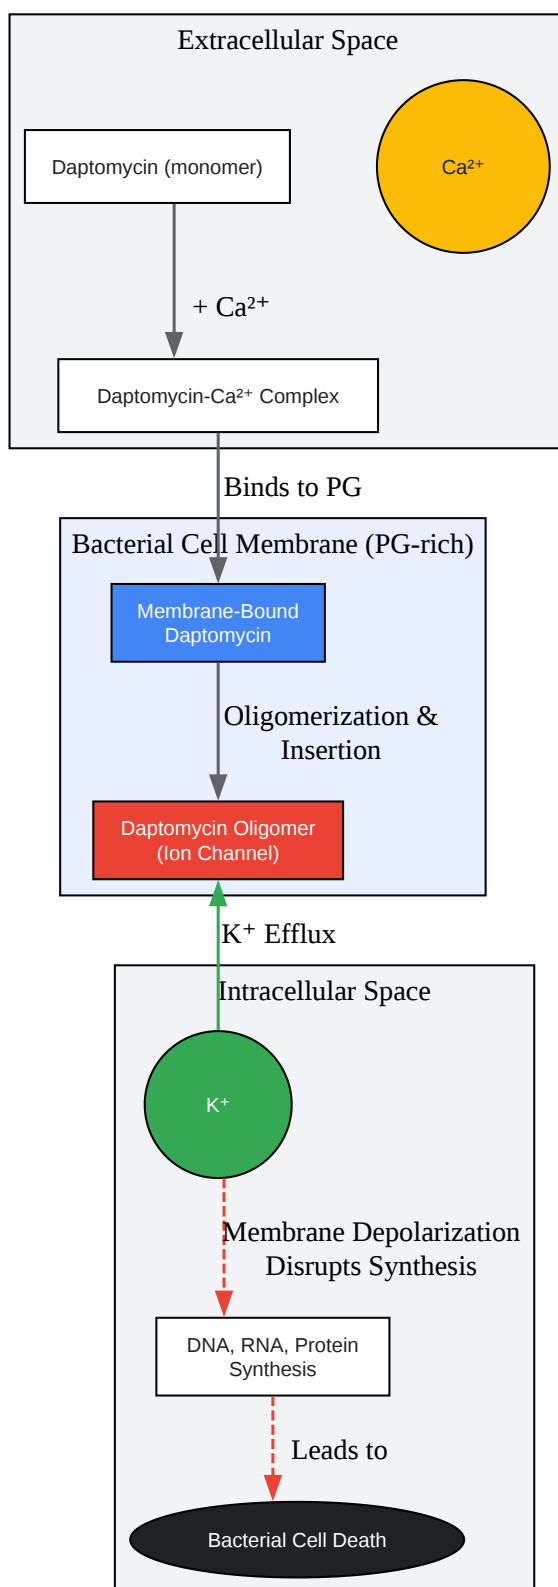 Extracellular Space
Daptomycin (monomer)
Ca²⁺
+ Ca²⁺
Daptomycin-Ca²⁺ Complex
Binds to PG
Bacterial Cell Membrane (PG-rich)
Membrane-Bound
Daptomycin
Oligomerization &
Insertion
Daptomycin Oligomer
(Ion Channel)
K⁺ Efflux
Intracellular Space
K⁺
Membrane Depolarization
Disrupts Synthesis
DNA, RNA, Protein
Synthesis
Leads to
Bacterial Cell Death